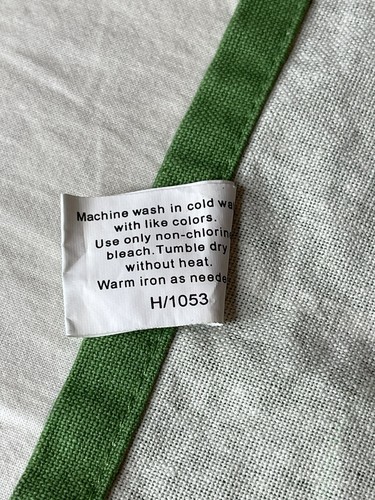 Machine wash in cold wa
with like colors.
Use only non-chlorine
bleach. Tumble dry
without heat.
Warm iron as neede
H/1053